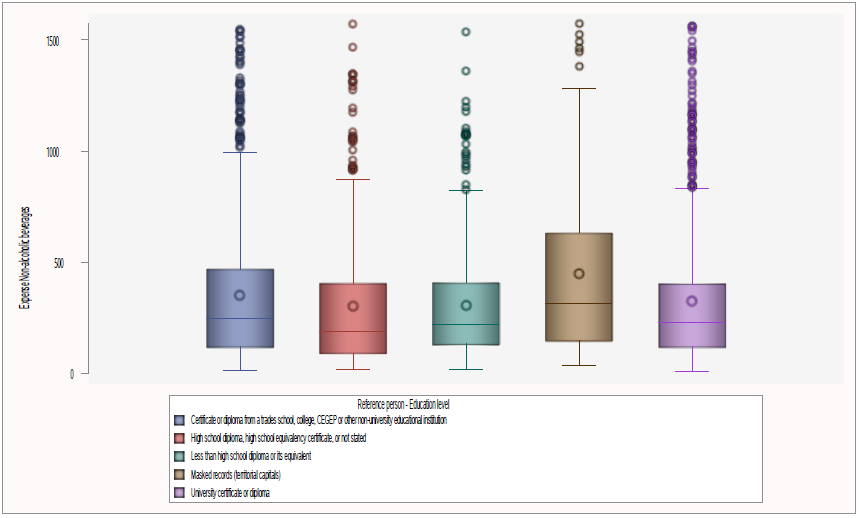 1500
1000
500
0
Expense Non-alcoholic beverages
Reference person - Education level
Certificate or diploma from a trades school, college, CEGEP or other non-university educational institution
High school diploma, high school equivalency certificate, or not stated
Less than high school diploma or its equivalent
Masked records (territorial capitals)
University certificate or diploma